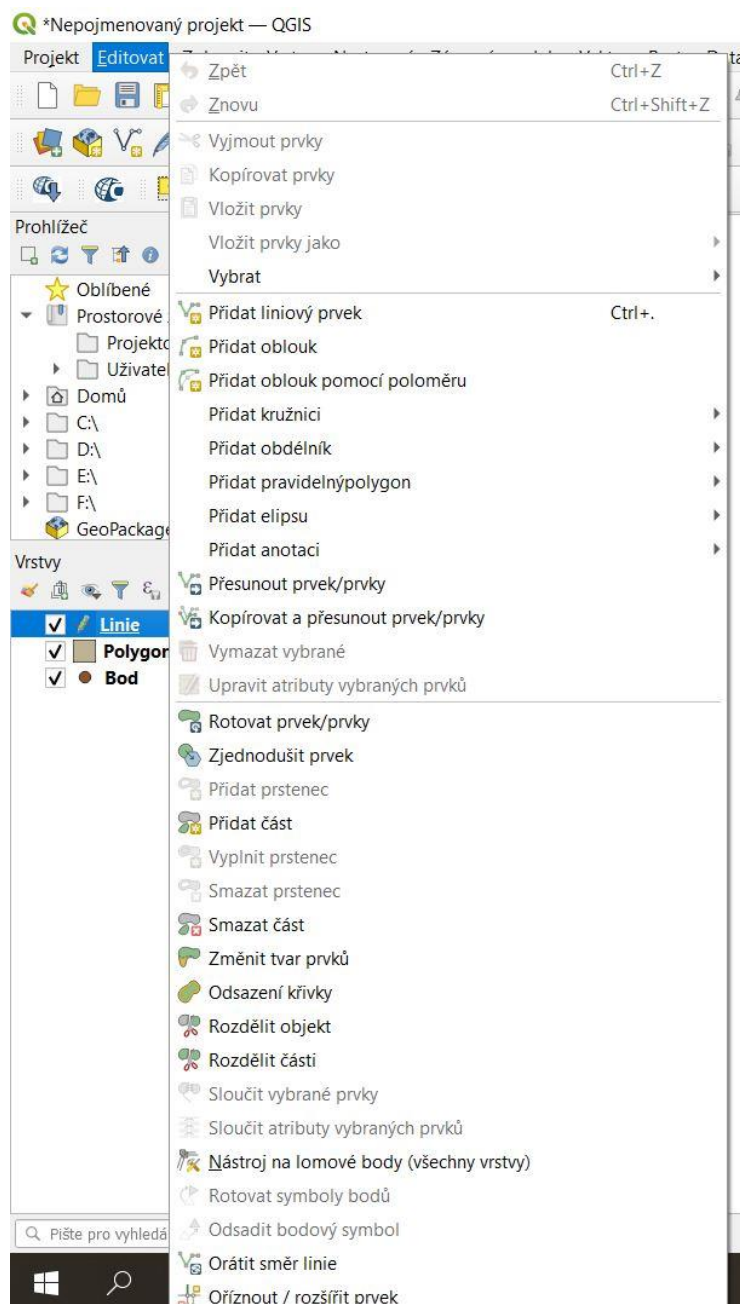 *Nepojmenovaný projekt — QGIS
Projekt Editovat
Zpět Ctrl+Z
Znovu Ctrl+Shift+Z
Vyjmout prvky
Kopírovat prvky
Vložit prvky
Vložit prvky jako
Vybrat
Přidat liniový prvek Ctrl+.
Přidat oblouk
Přidat oblouk pomocí poloměru
Přidat kružnici
Přidat obdélník
Přidat pravidelnýpolygon
Přidat elipsu
Přidat anotaci
Přesunout prvek/prvky
Kopírovat a přesunout prvek/prvky
Vymazat vybrané
Upravit atributy vybraných prvků
Rotovat prvek/prvky
Zjednodušit prvek
Přidat prstenec
Přidat část
Vyplnit prstenec
Smazat prstenec
Smazat část
Změnit tvar prvků
Odsazení křivky
Rozdělit objekt
Rozdělit části
Sloučit vybrané prvky
Sloučit atributy vybraných prvků
Nástroj na lomové body (všechny vrstvy)
Rotovat symboly bodů
Odsadit bodový symbol
Orátit směr linie
Oříznout / rozšířit prvek
Prohlížeč
Oblíbené
Prostorové
Projekto
Uživatel
Domů
C:\
D:\
E:\
F:\
GeoPackage
Vrstvy
Linie
Polygon
Bod
Pište pro vyhledá